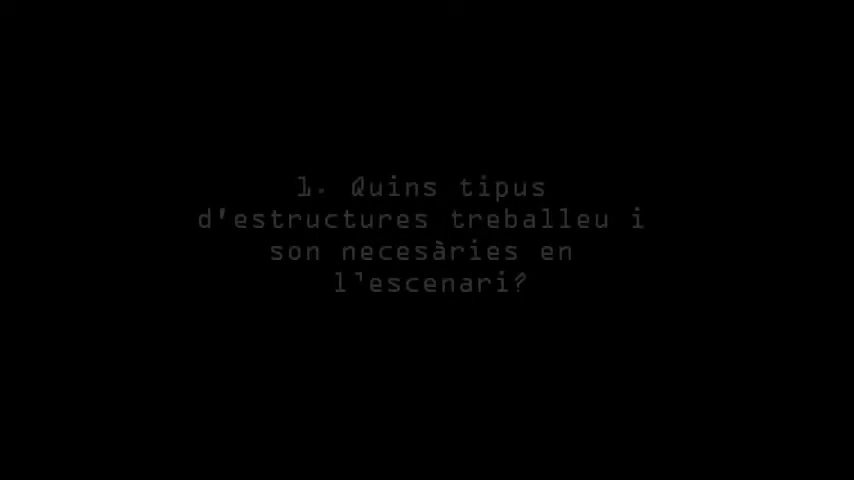 1. Quins tipus
d'estructures treballeu i
son necesàries en
l'escenari?